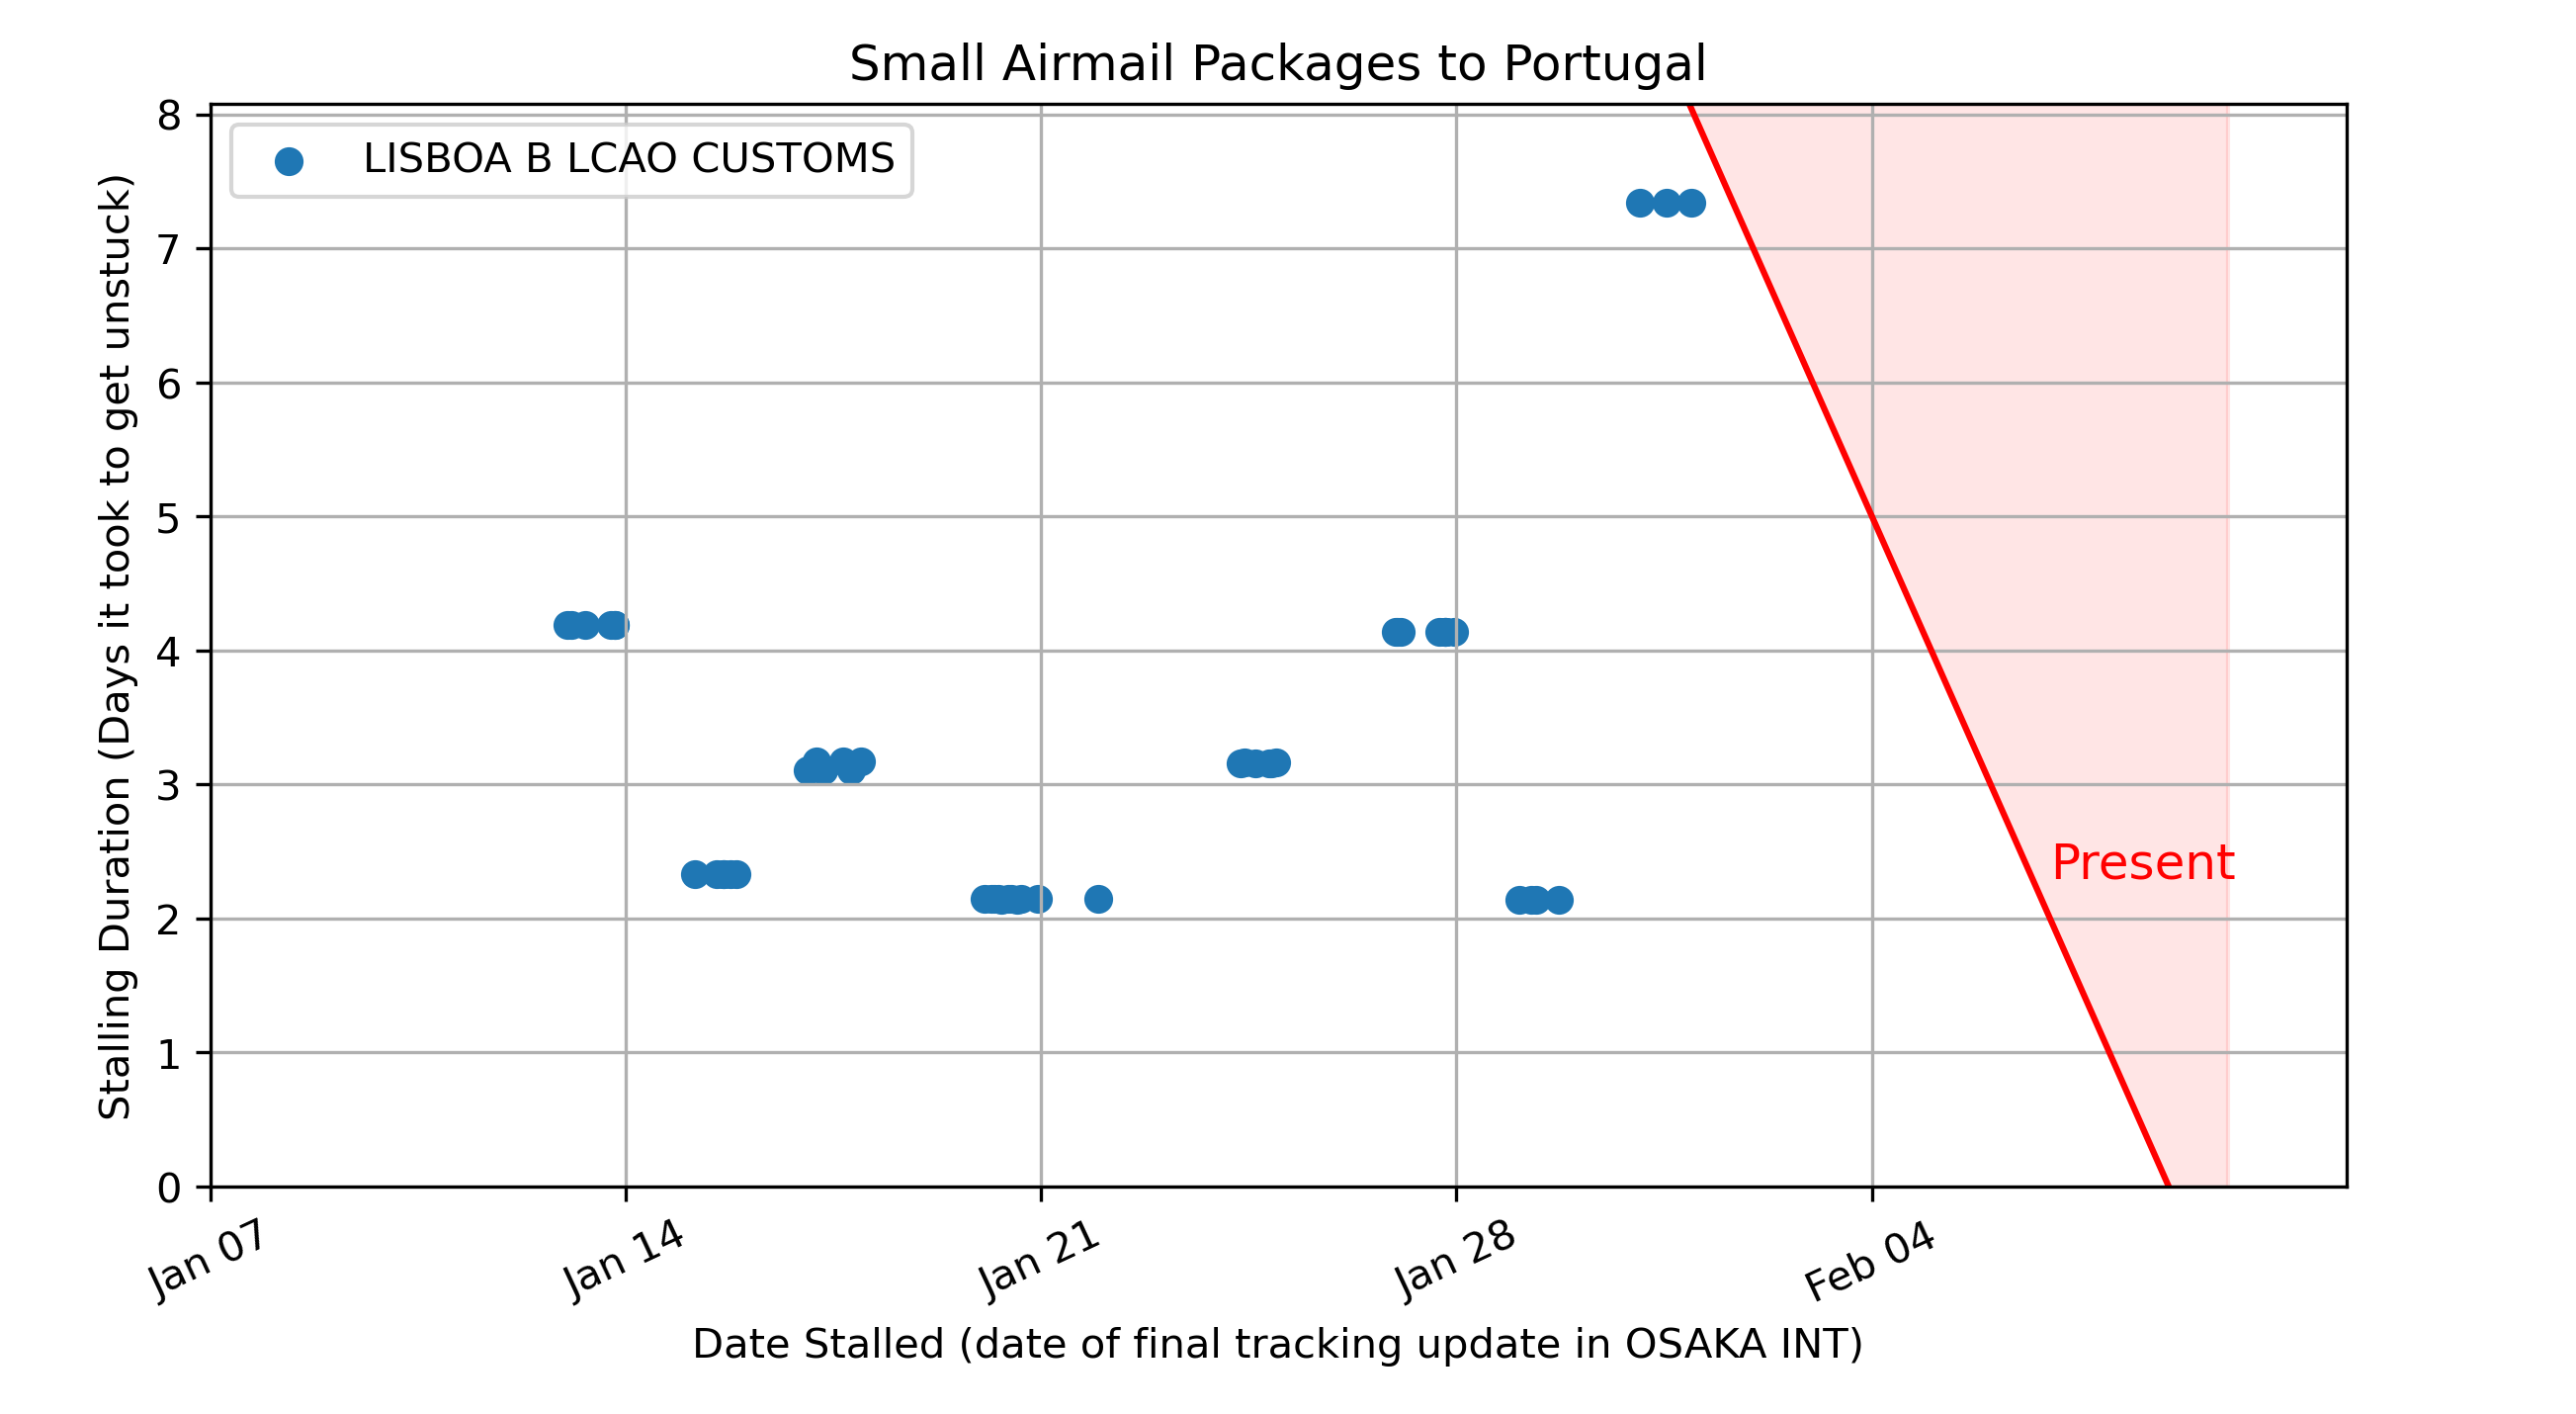 Small Airmail Packages to Portugal
LISBOA B LCAO CUSTOMS
Stalling Duration (Days it took to get unstuck)
8
7
6
5
4
3
2
1
0
Present
Jan 07
Jan 14
Jan 21
Jan 28
Feb 04
Date Stalled (date of final tracking update in OSAKA INT)